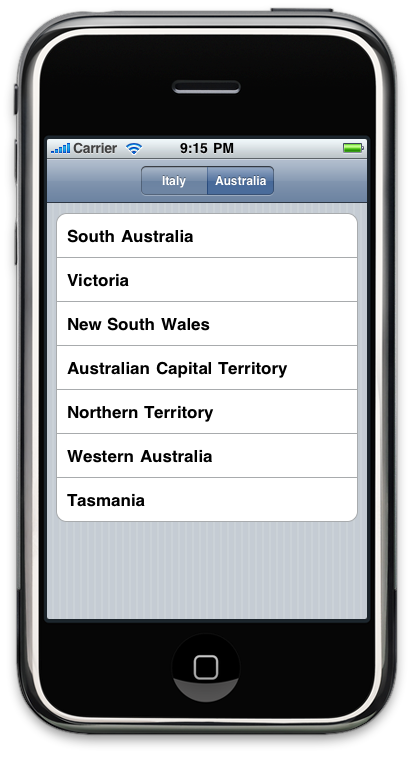 Carrier 9:15 PM
Italy Australia
South Australia
Victoria
New South Wales
Australian Capital Territory
Northern Territory
Western Australia
Tasmania